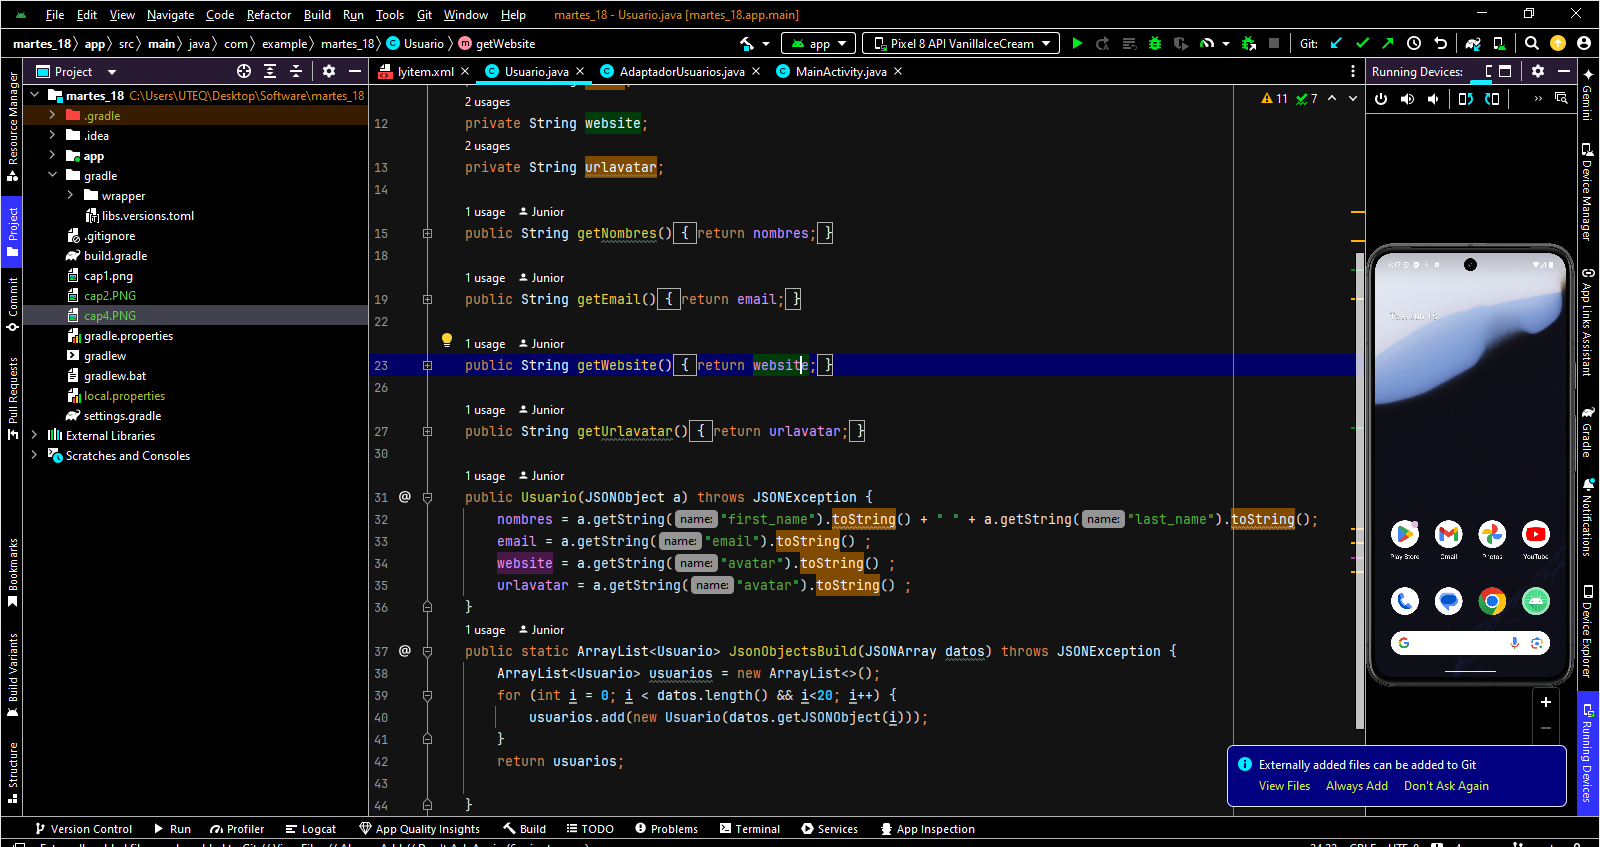 File Edit View Navigate Code Refactor Build Run Tools Git Window Help martes_18 - Usuario.java [martes_18.app.main]
martes_18 app src main java com example martes_18 Usuario getWebsite app Pixel 8 API VanillaIceCream Git:
Project
lyitem.xml Usuario.java AdaptadorUsuarios.java MainActivity.java
Running Devices:
Resource Manager
Project
Commit
Pull Requests
Bookmarks
Build Variants
Structure
martes_18 C:\Users\UTEQ\Desktop\Software\martes_18
.gradle
.idea
app
gradle
wrapper
libs.versions.toml
.gitignore
build.gradle
cap1.png
cap2.PNG
cap4.PNG
gradle.properties
gradlew
gradlew.bat
local.properties
settings.gradle
External Libraries
Scratches and Consoles
11 7
2 usages
12 private String website;
2 usages
13 private String urlavatar;
14
1 usage Junior
15 public String getNombres() { return nombres; }
18
1 usage Junior
19 public String getEmail() { return email; }
22
1 usage Junior
23 public String getWebsite() { return website; }
26
1 usage Junior
27 public String getUrlavatar() { return urlavatar; }
30
1 usage Junior
31 @ public Usuario(JSONObject a) throws JSONException {
32 nombres = a.getString( name: "first_name").toString() + " " + a.getString( name: "last_name").toString();
33 email = a.getString( name: "email").toString() ;
34 website = a.getString( name: "avatar").toString() ;
35 urlavatar = a.getString( name: "avatar").toString() ;
36 }
1 usage Junior
37 @ public static ArrayList<Usuario> JsonObjectsBuild(JSONArray datos) throws JSONException {
38 ArrayList<Usuario> usuarios = new ArrayList<>();
39 for (int i = 0; i < datos.length() && i<20; i++) {
40 usuarios.add(new Usuario(datos.getJSONObject(i)));
41 }
42 return usuarios;
43
44 }
Tue, Jun 18
Play Store Gmail Photos YouTube
Gemini
Device Manager
App Links Assistant
Gradle
Notifications
Device Explorer
Running Devices
Externally added files can be added to Git
View Files Always Add Don't Ask Again
Version Control Run Profiler Logcat App Quality Insights Build TODO Problems Terminal Services App Inspection